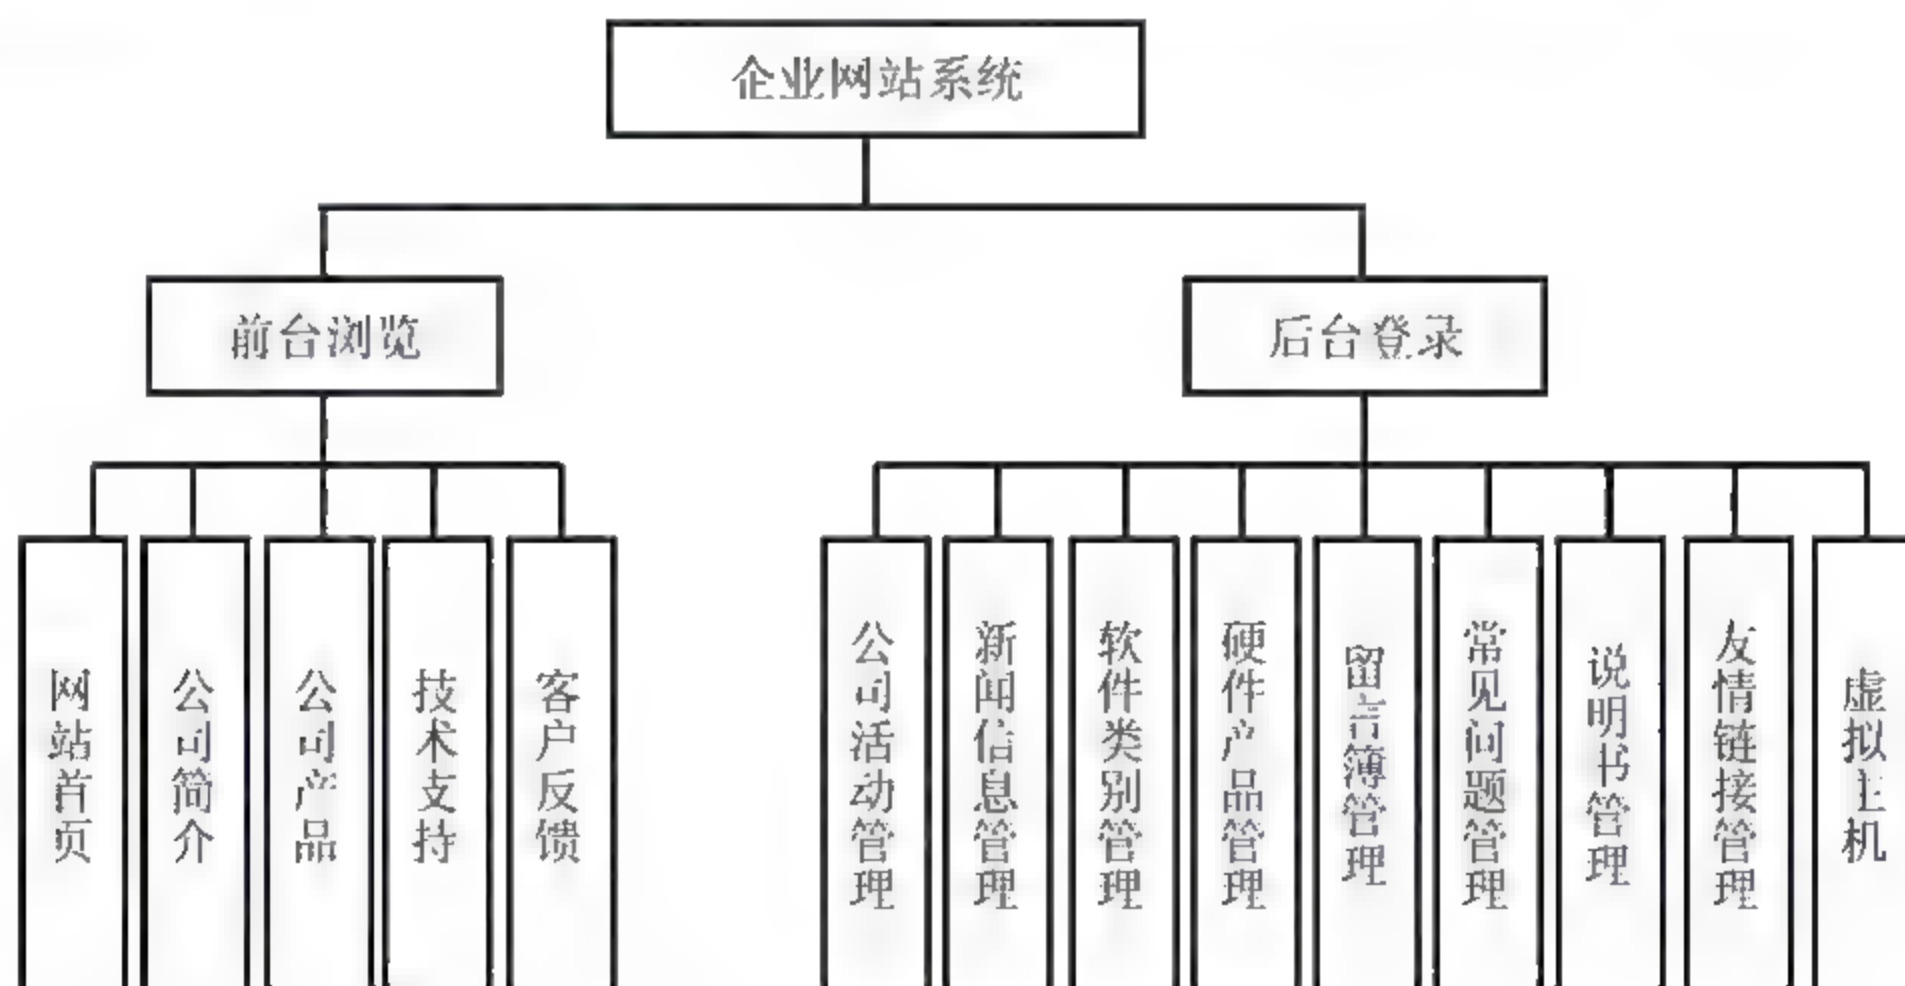 企业网站系统
前台浏览
后台登录
网站首页
公司简介
公司产品
技术支持
客户反馈
公司活动管理
新闻信息管理
软件类别管理
硬件产品管理
留言簿管理
常见问题管理
说明书管理
友情链接管理
虚拟主机